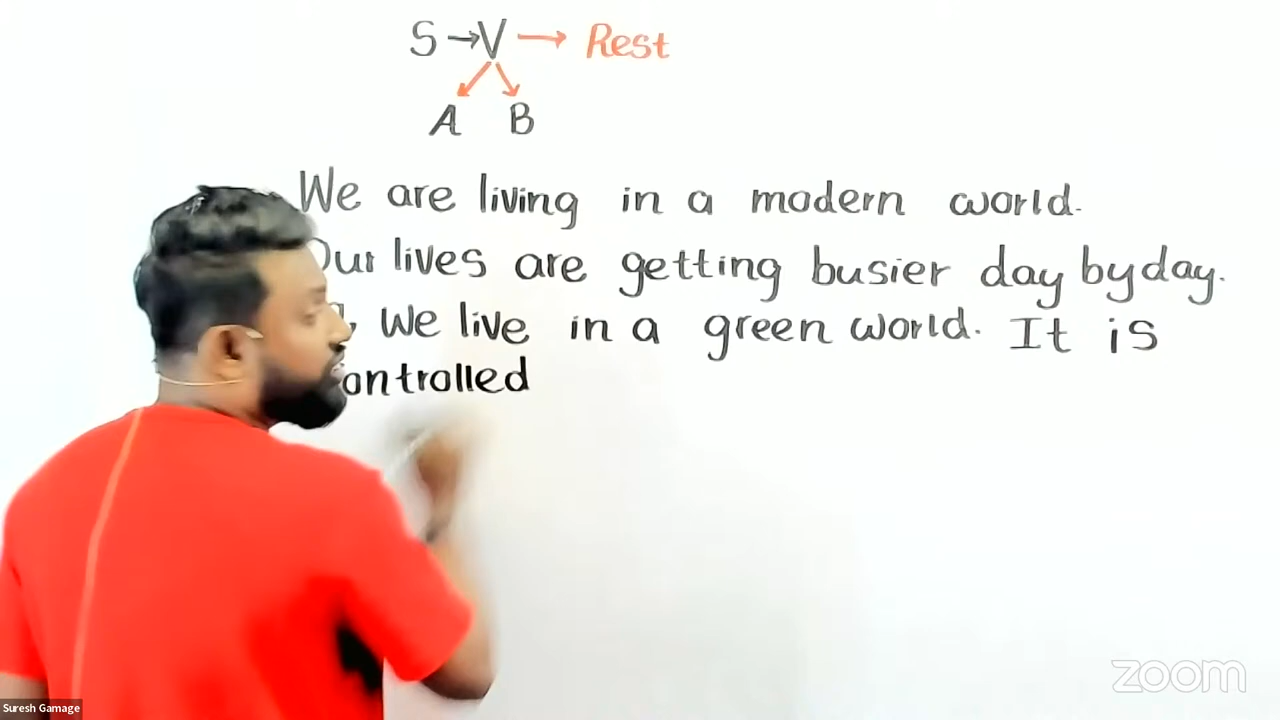 S → V → Rest
A B
We are living in a modern world.
Our lives are getting busier day by day.
we live in a green world. It is
controlled
Suresh Gamage
zoom